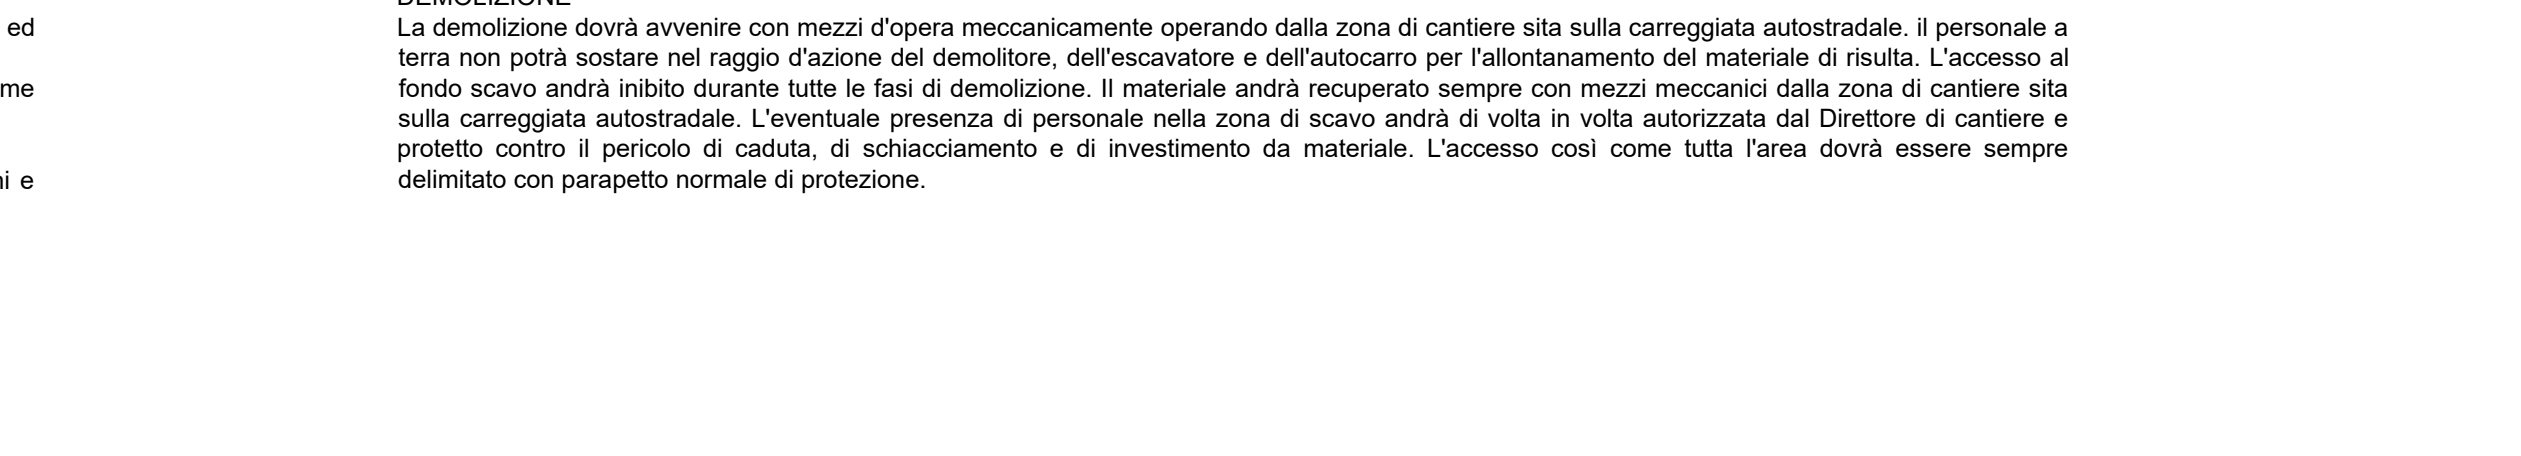 DEMOLIZIONE
La demolizione dovrà avvenire con mezzi d'opera meccanicamente operando dalla zona di cantiere sita sulla carreggiata autostradale. il personale a
terra non potrà sostare nel raggio d'azione del demolitore, dell'escavatore e dell'autocarro per l'allontanamento del materiale di risulta. L'accesso al
fondo scavo andrà inibito durante tutte le fasi di demolizione. Il materiale andrà recuperato sempre con mezzi meccanici dalla zona di cantiere sita
sulla carreggiata autostradale. L'eventuale presenza di personale nella zona di scavo andrà di volta in volta autorizzata dal Direttore di cantiere e
protetto contro il pericolo di caduta, di schiacciamento e di investimento da materiale. L'accesso così come tutta l'area dovrà essere sempre
delimitato con parapetto normale di protezione.
ed
me
e